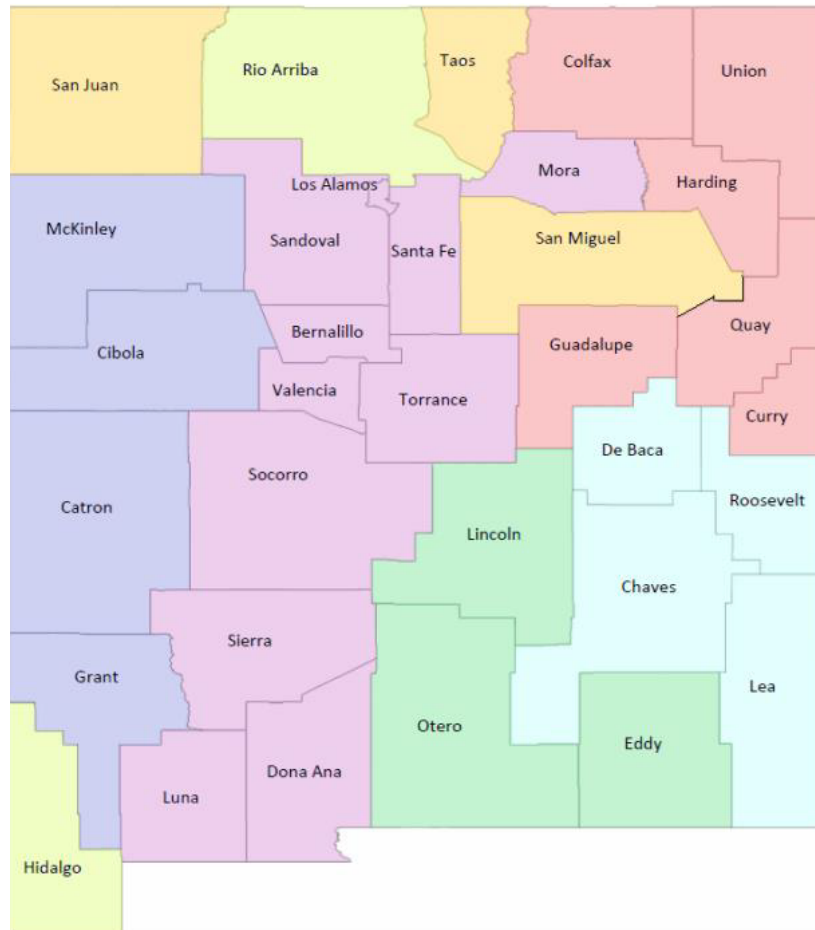 Taos
Colfax
Rio Arriba
Union
San Juan
Mora
Los Alamos
Harding
McKinley
Sandoval
San Miguel
Santa Fe
Quay
Bernalillo
Guadalupe
Cibola
Valencia
Torrance
Curry
De Baca
Socorro
Roosevelt
Catron
Lincoln
Chaves
Sierra
Grant
Lea
Otero
Eddy
Dona Ana
Luna
Hidalgo